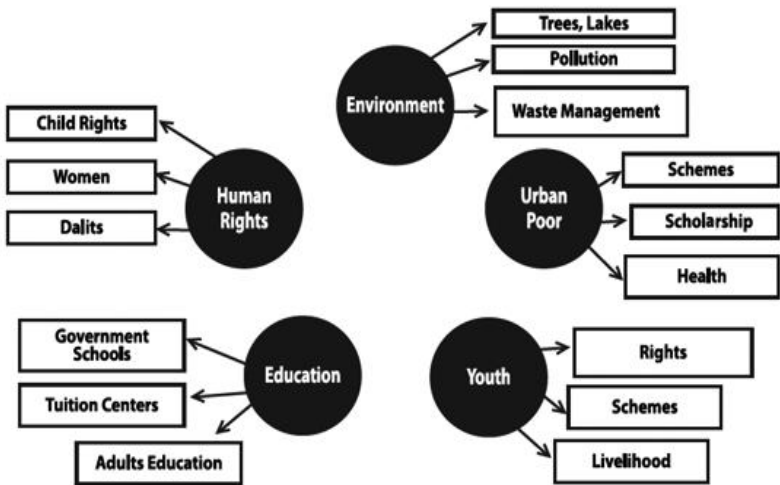 Trees, Lakes
Pollution
Environment
Waste Management
Child Rights
Women
Dalits
Human
Rights
Urban
Poor
Schemes
Scholarship
Health
Government
Schools
Tuition Centers
Adults Education
Education
Youth
Rights
Schemes
Livelihood